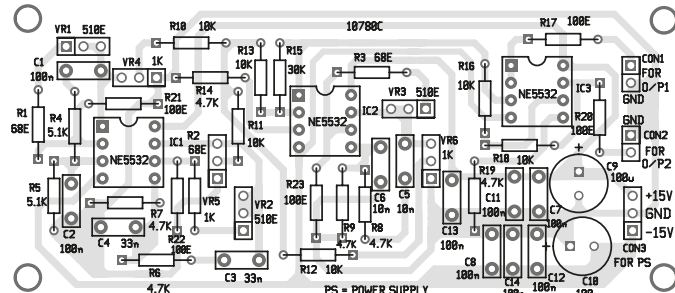 VR1 510E
R10 10K
10780C
R17 100E
C1 100n
VR4 1K
R13 10K
R15 30K
R3 68E
R14 4.7K
VR3 510E
R16 10K
CON1 FOR O/P1
GND
R1 68E
R4 5.1K
R21 100E
IC1
NE5532
R2 68E
R11 10K
NE5532
IC2
NE5532
IC3
R20 100E
GND
CON2 FOR O/P2
VR6 1K
R18 10K
C9 100u
+
R5 5.1K
C2 100n
R7 4.7K
C4 33n
R22 100E
VR5 1K
VR2 510E
R23 100E
R9 4.7K
R8 4.7K
C6 10n
C5 10n
C13 100n
R19 4.7K
C11 100n
C7 100n
+15V
GND
-15V
CON3 FOR PS
R6 4.7K
C3 33n
R12 10K
C8 100n
C14 100n
C12 100n
+
C10
PS = POWER SUPPLY